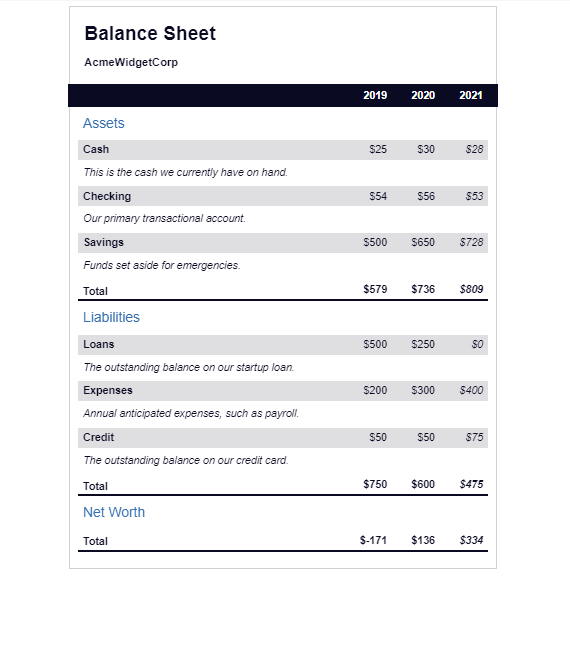 Balance Sheet
AcmeWidgetCorp
2019 2020 2021
Assets
Cash $25 $30 $28
This is the cash we currently have on hand.
Checking $54 $56 $53
Our primary transactional account.
Savings $500 $650 $728
Funds set aside for emergencies.
Total $579 $736 $809
Liabilities
Loans $500 $250 $0
The outstanding balance on our startup loan.
Expenses $200 $300 $400
Annual anticipated expenses, such as payroll.
Credit $50 $50 $75
The outstanding balance on our credit card.
Total $750 $600 $475
Net Worth
Total $-171 $136 $334